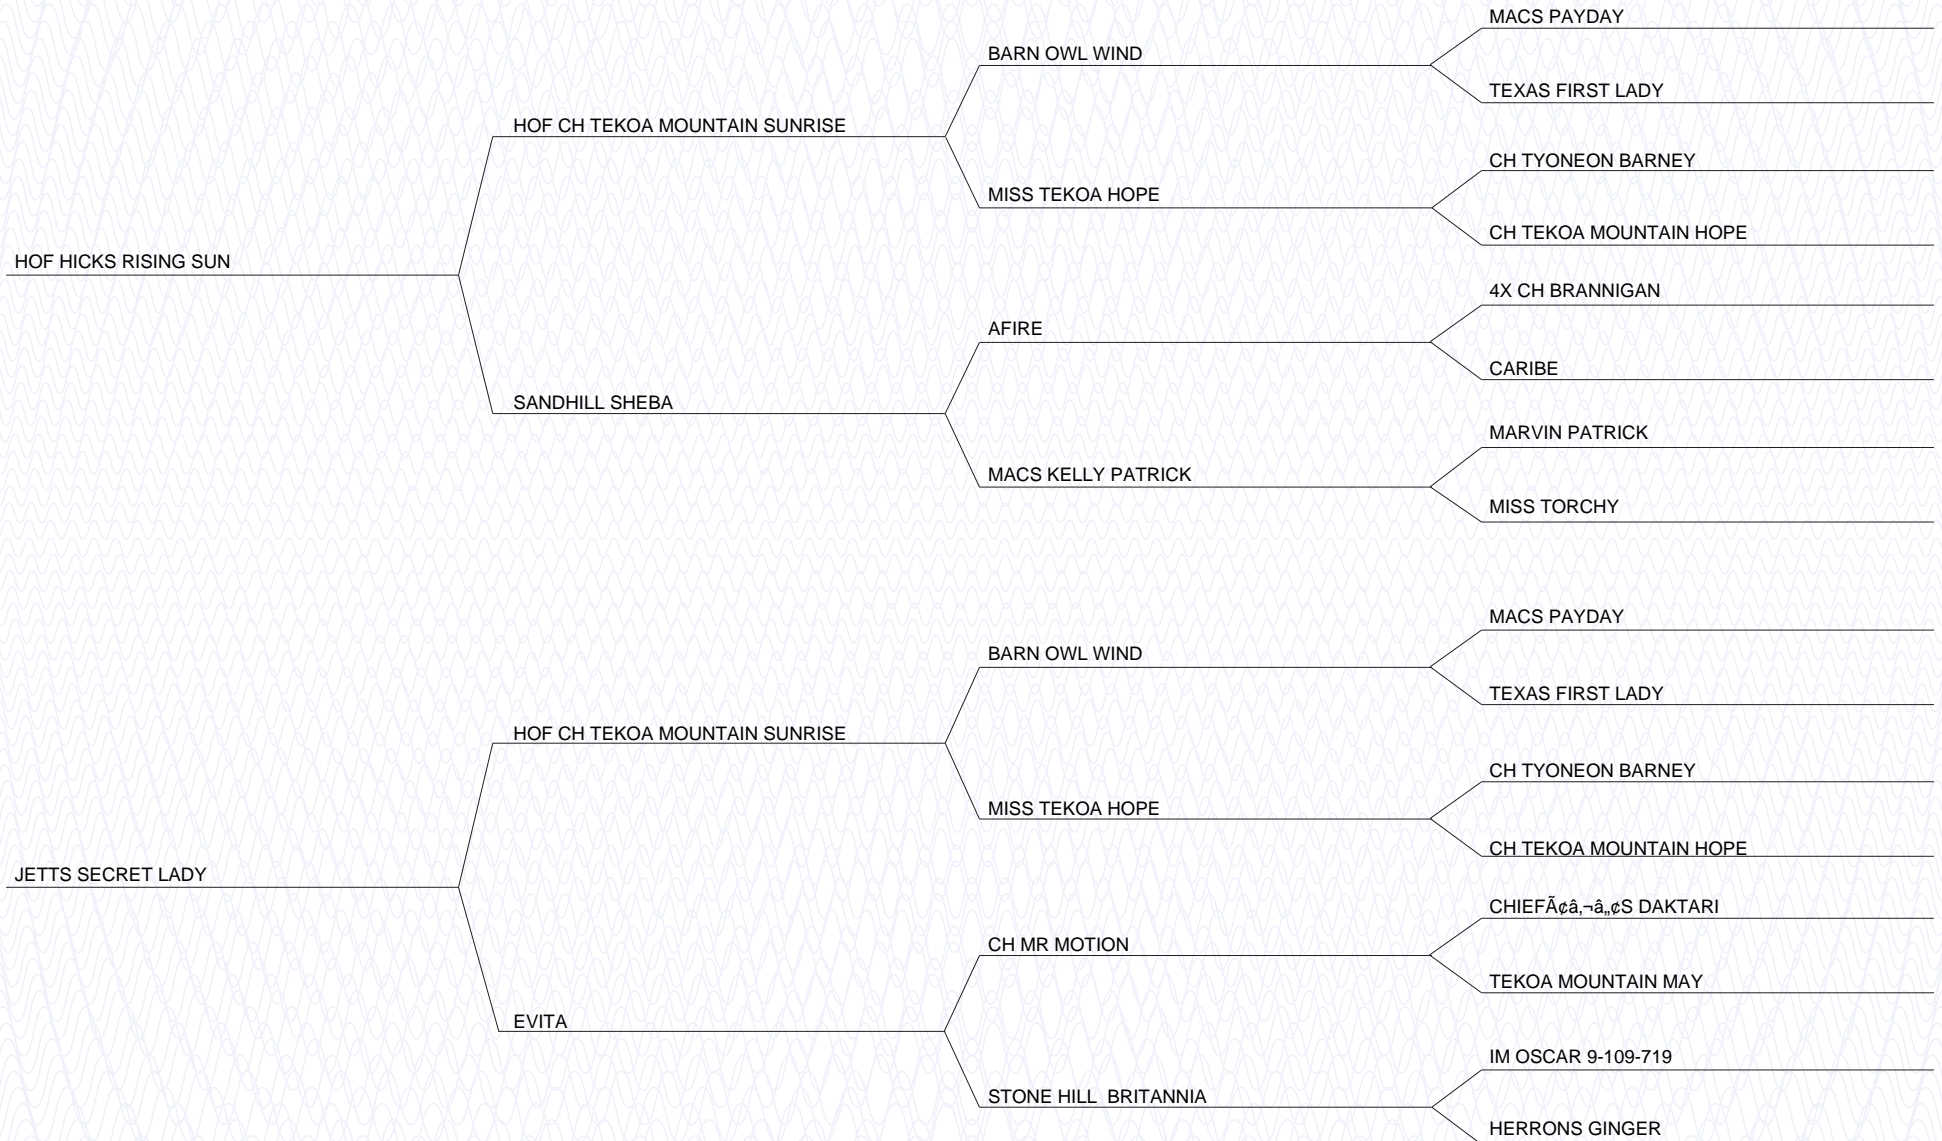 MACS PAYDAY
BARN OWL WIND
TEXAS FIRST LADY
HOF CH TEKOA MOUNTAIN SUNRISE
CH TYONEON BARNEY
MISS TEKOA HOPE
CH TEKOA MOUNTAIN HOPE
HOF HICKS RISING SUN
4X CH BRANNIGAN
AFIRE
CARIBE
SANDHILL SHEBA
MARVIN PATRICK
MACS KELLY PATRICK
MISS TORCHY
MACS PAYDAY
BARN OWL WIND
TEXAS FIRST LADY
HOF CH TEKOA MOUNTAIN SUNRISE
CH TYONEON BARNEY
MISS TEKOA HOPE
CH TEKOA MOUNTAIN HOPE
JETTS SECRET LADY
CHIEFÃ¢â‚¬â„¢S DAKTARI
CH MR MOTION
TEKOA MOUNTAIN MAY
EVITA
IM OSCAR 9-109-719
STONE HILL  BRITANNIA
HERRONS GINGER